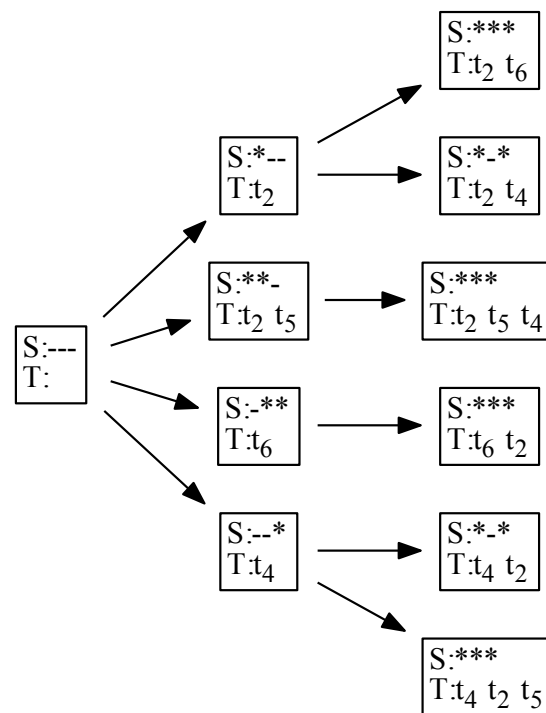 S:***
T:t₂ t₆
S:*--
T:t₂
S:*-*
T:t₂ t₄
S:**-
T:t₂ t₅
S:***
T:t₂ t₅ t₄
S:---
T:
S:-**
T:t₆
S:***
T:t₆ t₂
S:--*
T:t₄
S:*-*
T:t₄ t₂
S:***
T:t₄ t₂ t₅